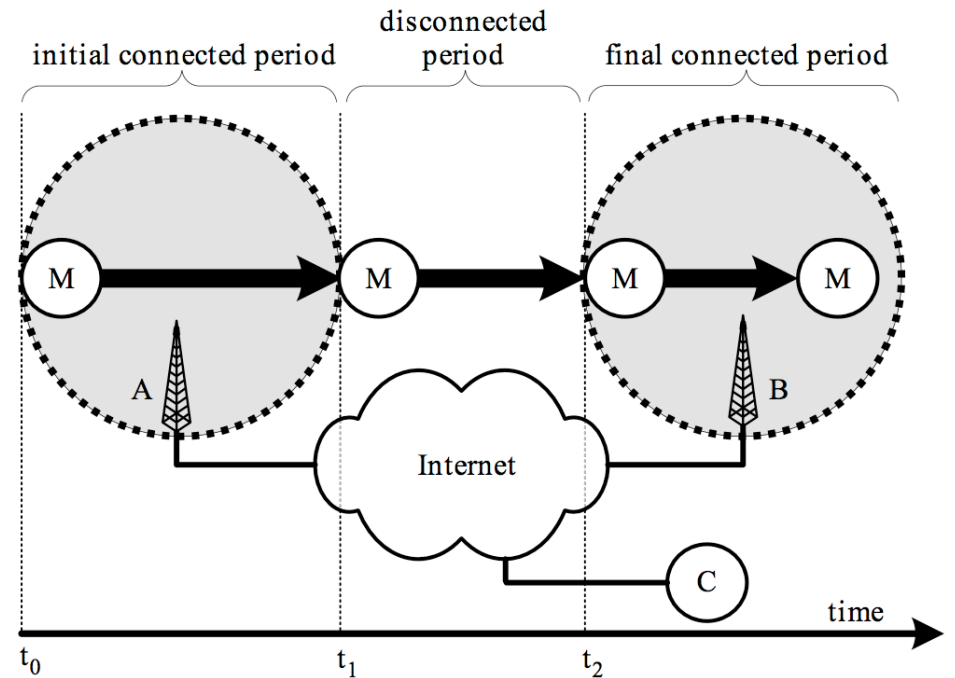 disconnected
initial connected period
period
final connected period
M
M
M
M
A
B
Internet
C
time
t0
t1
t2